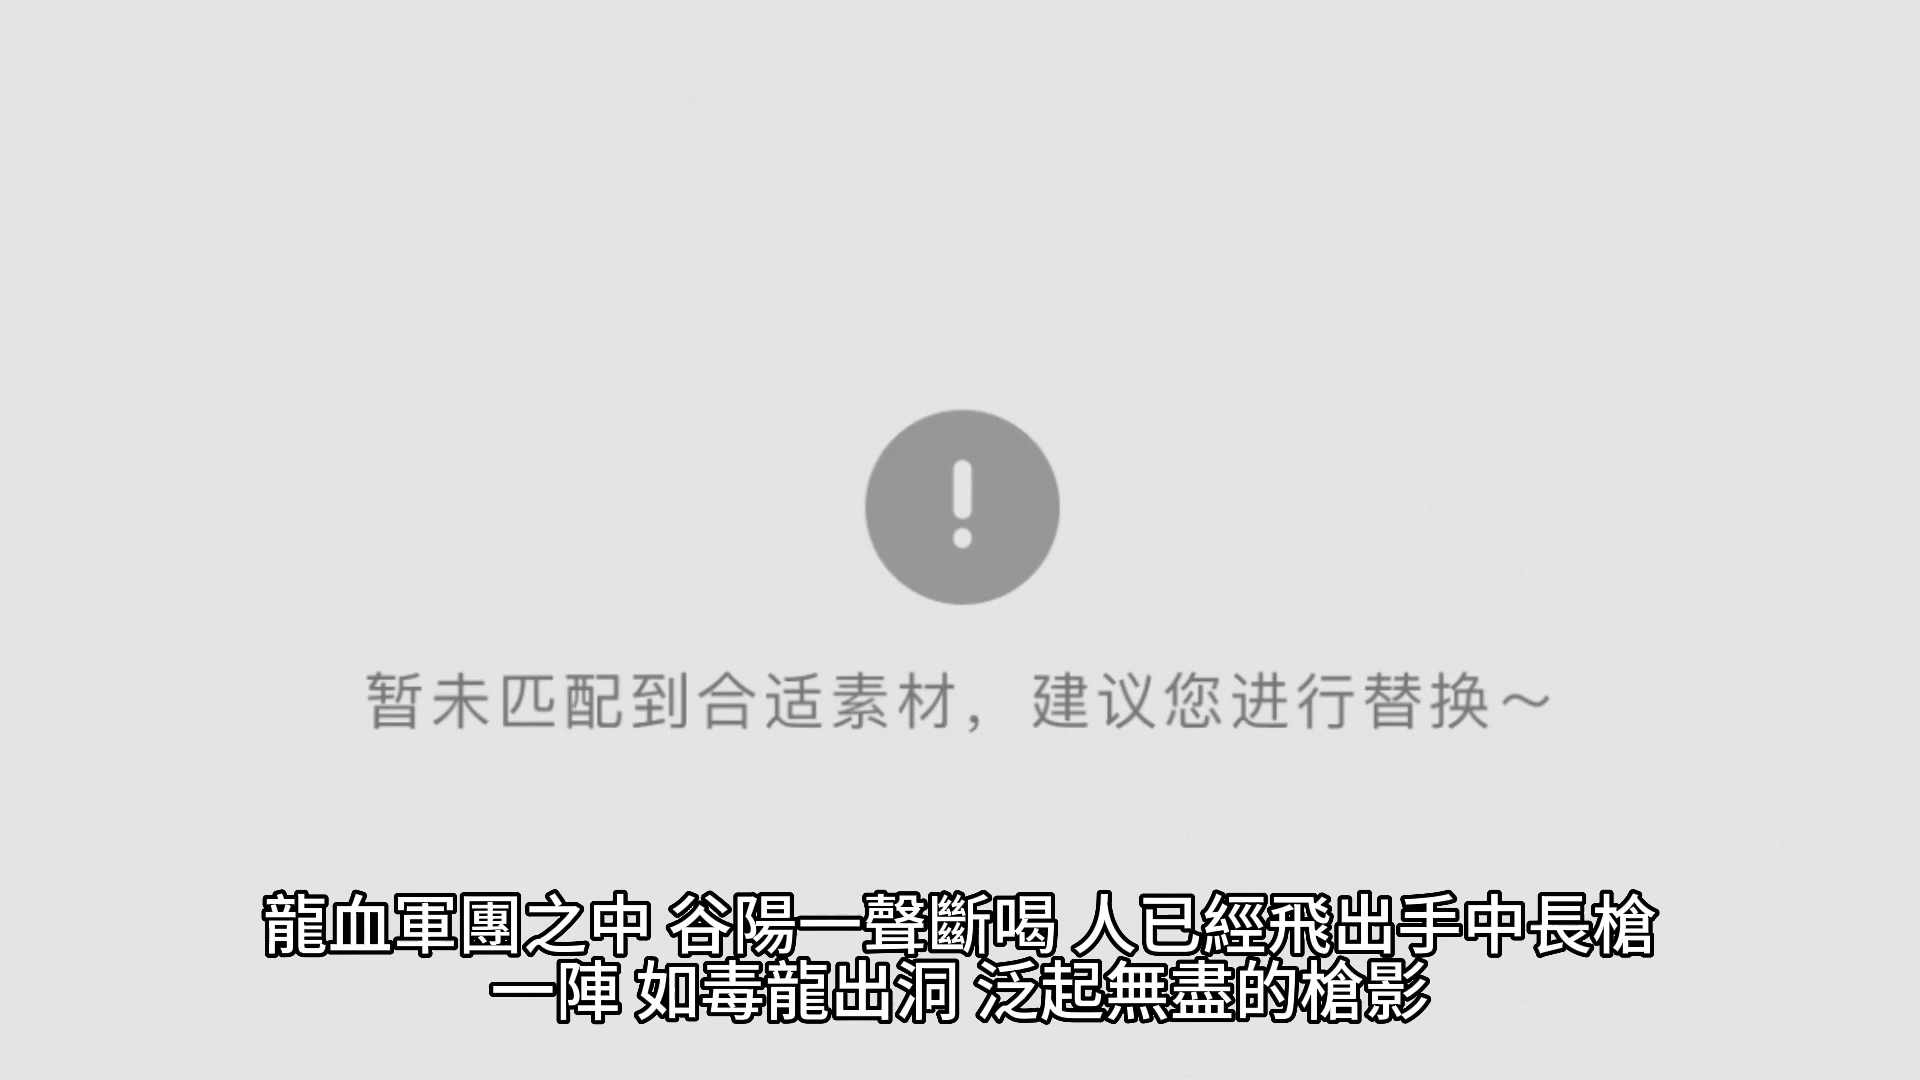 暂未匹配到合适素材，建议您进行替换～
龍血軍團之中 谷陽一聲斷喝 人已經飛出手中長槍
一陣 如毒龍出泂 泛起無盡的槍影